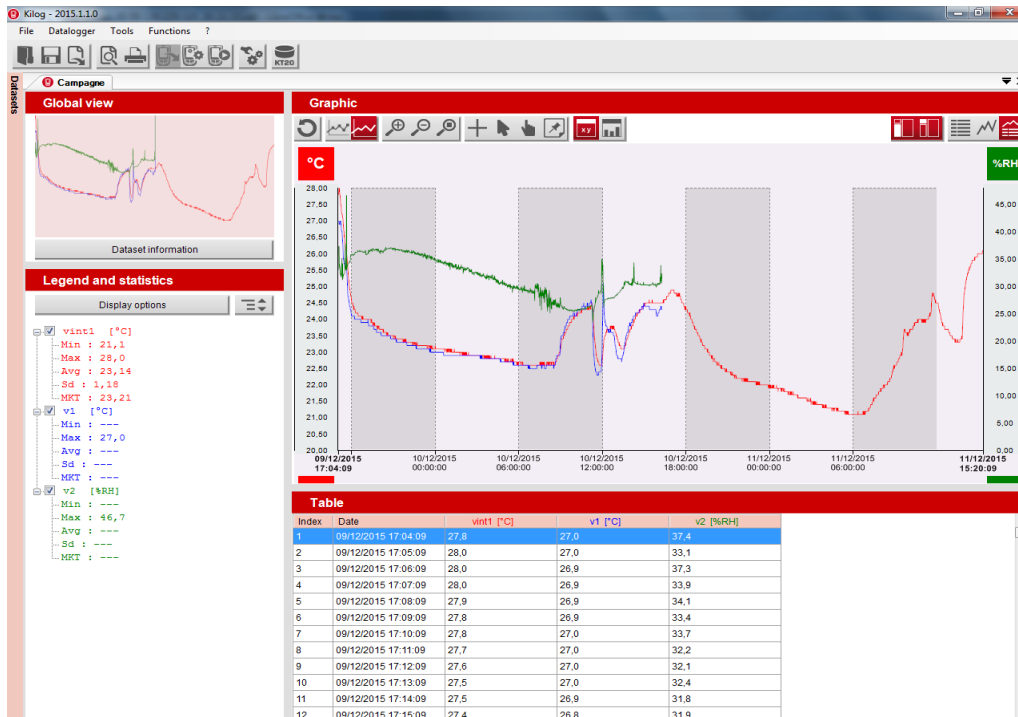 Kilog - 2015.1.1.0
File Datalogger Tools Functions ?
KT20
Datasets
Campagne
Global view
Dataset information
Legend and statistics
Display options
vint1 [°C]
Min : 21,1
Max : 28,0
Avg : 23,14
Sd : 1,18
MKT : 23,21
v1 [°C]
Min : ---
Max : 27,0
Avg : ---
Sd : ---
MKT : ---
v2 [%RH]
Min : ---
Max : 46,7
Avg : ---
Sd : ---
MKT : ---
Graphic
xy
°C
%RH
28,00
27,50
27,00
26,50
26,00
25,50
25,00
24,50
24,00
23,50
23,00
22,50
22,00
21,50
21,00
20,50
20,00
45,00
40,00
35,00
30,00
25,00
20,00
15,00
10,00
5,00
0,00
09/12/2015 10/12/2015 10/12/2015 10/12/2015 10/12/2015 11/12/2015 11/12/2015 11/12/2015
17:04:09 00:00:00 06:00:00 12:00:00 18:00:00 00:00:00 06:00:00 15:20:09
Table
Index Date vint1 [°C] v1 [°C] v2 [%RH]
1 09/12/2015 17:04:09 27,8 27,0 37,4
2 09/12/2015 17:05:09 28,0 27,0 33,1
3 09/12/2015 17:06:09 28,0 26,9 37,3
4 09/12/2015 17:07:09 28,0 26,9 33,9
5 09/12/2015 17:08:09 27,9 26,9 34,1
6 09/12/2015 17:09:09 27,8 26,9 33,4
7 09/12/2015 17:10:09 27,8 27,0 33,7
8 09/12/2015 17:11:09 27,7 27,0 32,2
9 09/12/2015 17:12:09 27,6 27,0 32,1
10 09/12/2015 17:13:09 27,5 27,0 32,4
11 09/12/2015 17:14:09 27,5 26,9 31,8
12 09/12/2015 17:15:09 27,4 26,8 31,9